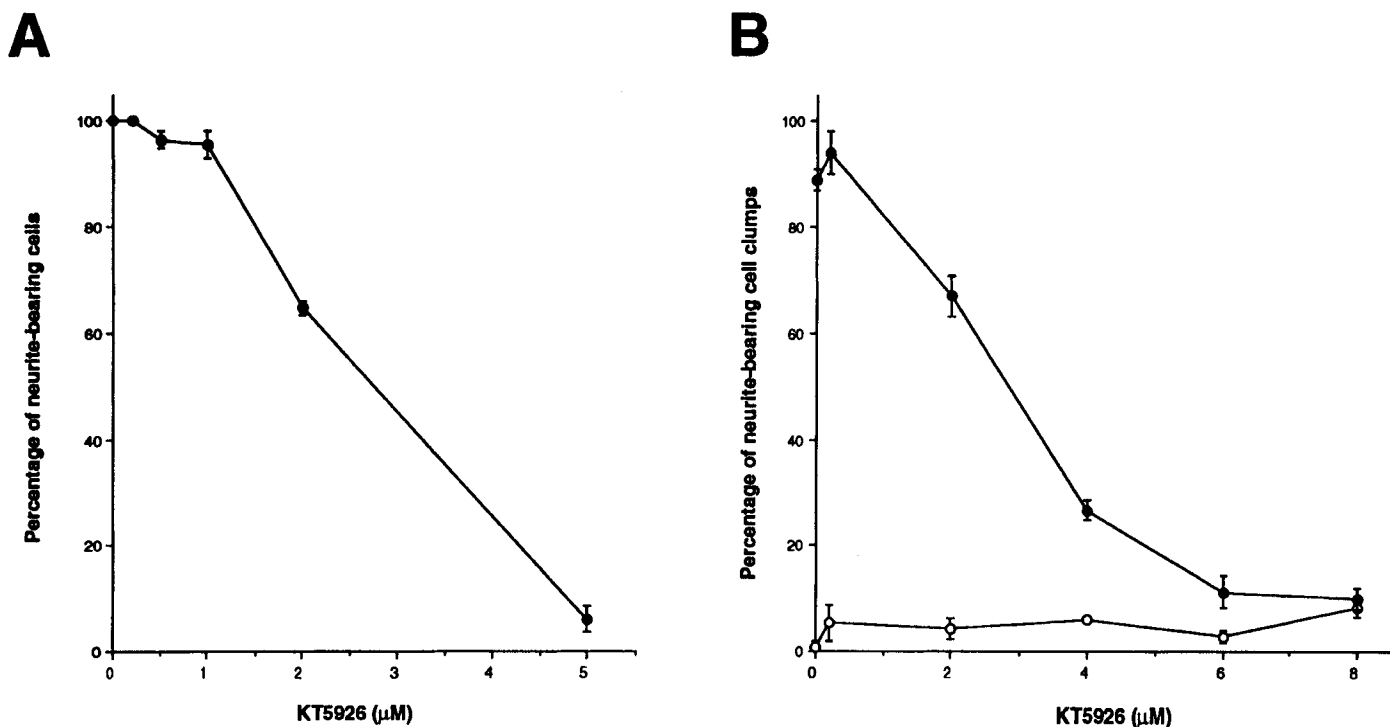 A
Percentage of neurite-bearing cells
100
80
60
40
20
0
0 1 2 3 4 5
KT5926 (μM)
B
Percentage of neurite-bearing cell clumps
100
80
60
40
20
0
0 2 4 6 8
KT5926 (μM)